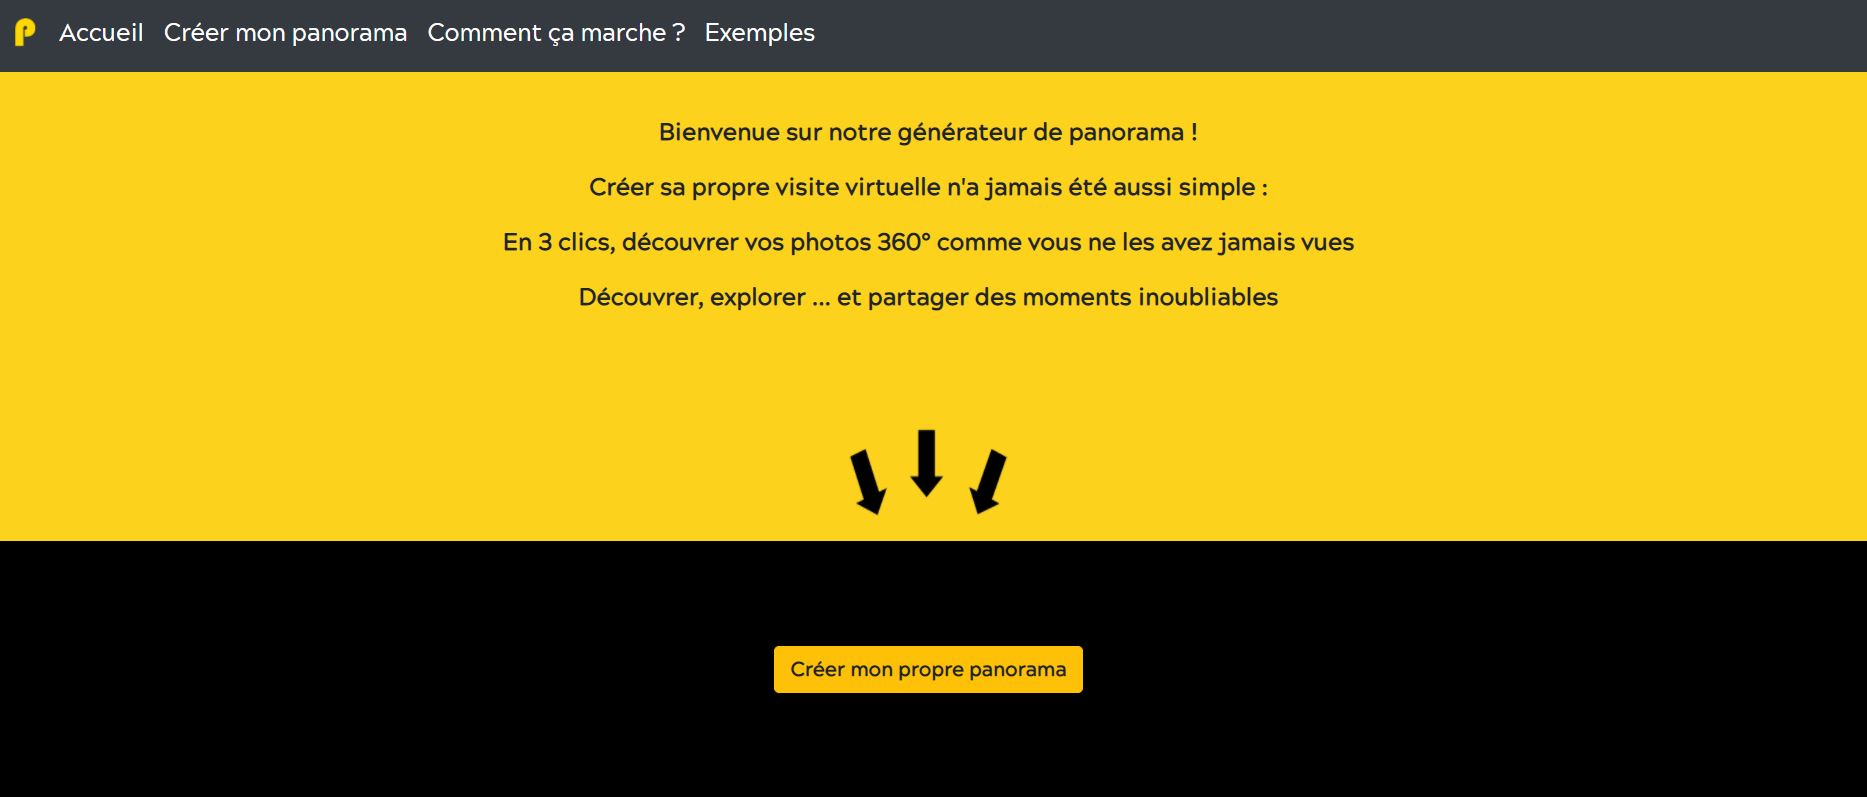 P
Accueil Créer mon panorama Comment ça marche ? Exemples
Bienvenue sur notre générateur de panorama !
Créer sa propre visite virtuelle n'a jamais été aussi simple :
En 3 clics, découvrer vos photos 360° comme vous ne les avez jamais vues
Découvrer, explorer ... et partager des moments inoubliables
Créer mon propre panorama